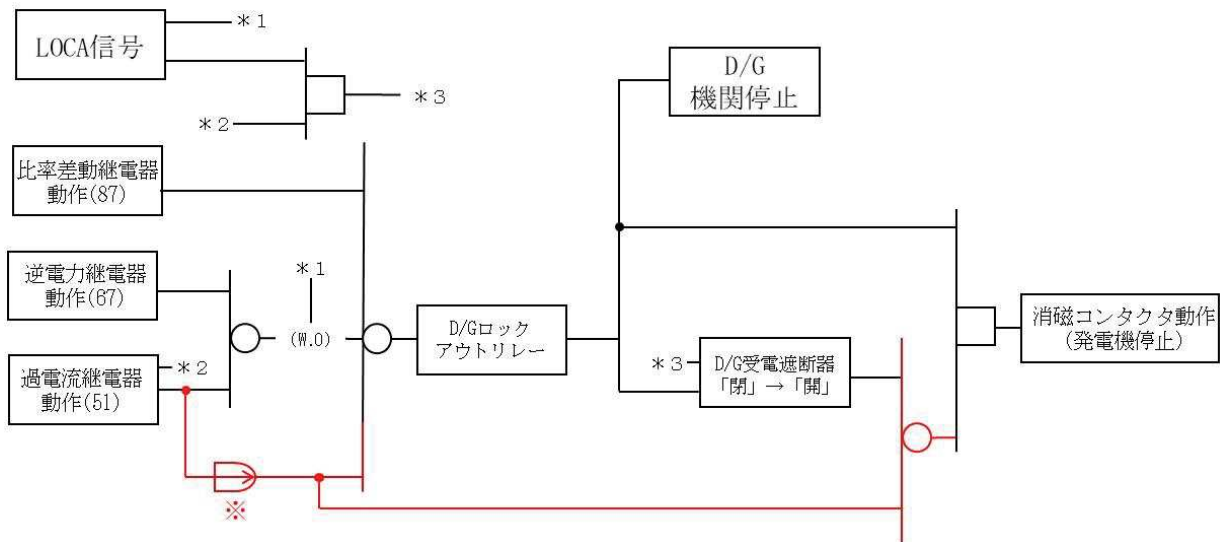 LOCA信号
＊1
＊2
＊3
比率差動継電器
動作(87)
逆電力継電器
動作(67)
＊1
(W.O)
過電流継電器
動作(51)
＊2
※
D/Gロック
アウトリレー
D/G
機関停止
＊3
D/G受電遮断器
「閉」→「開」
消磁コンタクタ動作
(発電機停止)